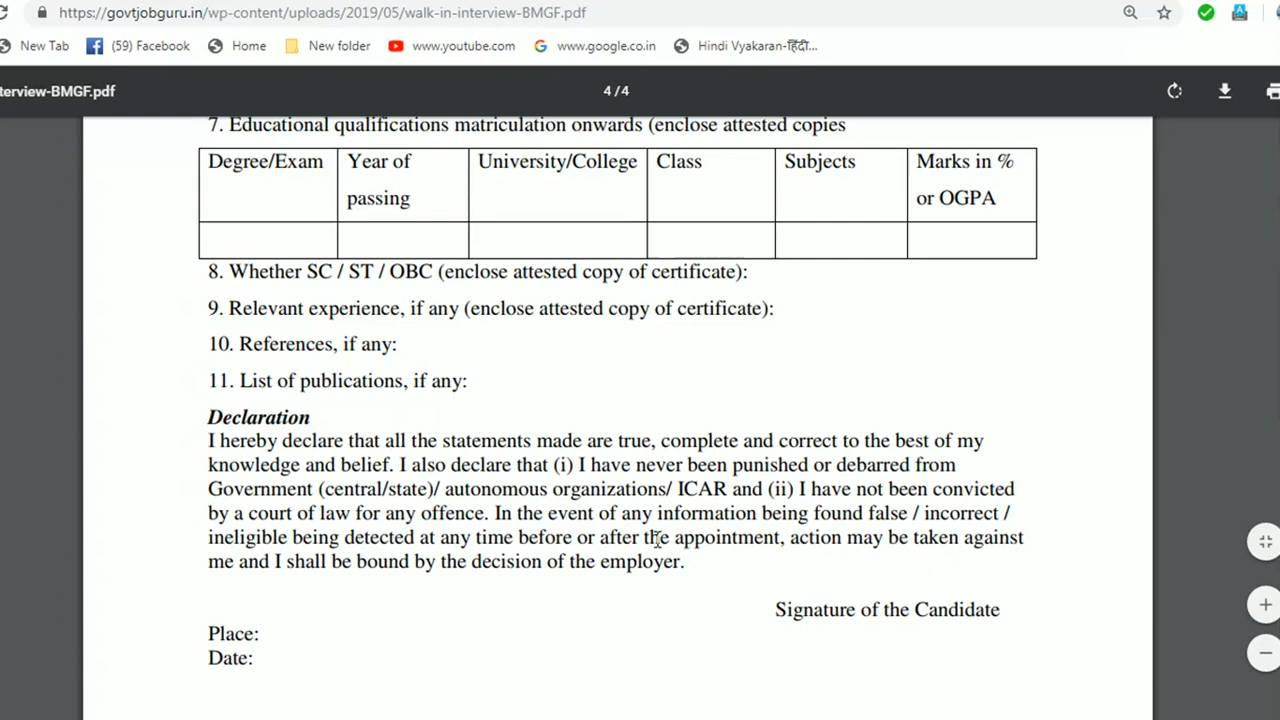 https://govtjobguru.in/wp-content/uploads/2019/05/walk-in-interview-BMGF.pdf
New Tab (59) Facebook Home New folder www.youtube.com www.google.co.in Hindi Vyakaran-हिंदी...
terview-BMGF.pdf 4 / 4
7. Educational qualifications matriculation onwards (enclose attested copies
Degree/Exam Year of University/College Class Subjects Marks in %
passing or OGPA
8. Whether SC / ST / OBC (enclose attested copy of certificate):
9. Relevant experience, if any (enclose attested copy of certificate):
10. References, if any:
11. List of publications, if any:
Declaration
I hereby declare that all the statements made are true, complete and correct to the best of my
knowledge and belief. I also declare that (i) I have never been punished or debarred from
Government (central/state)/ autonomous organizations/ ICAR and (ii) I have not been convicted
by a court of law for any offence. In the event of any information being found false / incorrect /
ineligible being detected at any time before or after the appointment, action may be taken against
me and I shall be bound by the decision of the employer.
Signature of the Candidate
Place:
Date: